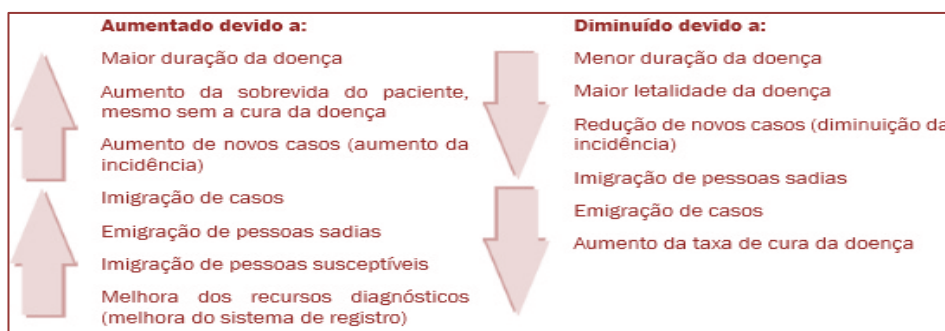 Aumentado devido a:
Maior duração da doença
Aumento da sobrevida do paciente,
mesmo sem a cura da doença
Aumento de novos casos (aumento da
incidência)
Imigração de casos
Emigração de pessoas sadias
Imigração de pessoas susceptíveis
Melhora dos recursos diagnósticos
(melhora do sistema de registro)
Diminuído devido a:
Menor duração da doença
Maior letalidade da doença
Redução de novos casos (diminuição da
incidência)
Imigração de pessoas sadias
Emigração de casos
Aumento da taxa de cura da doença